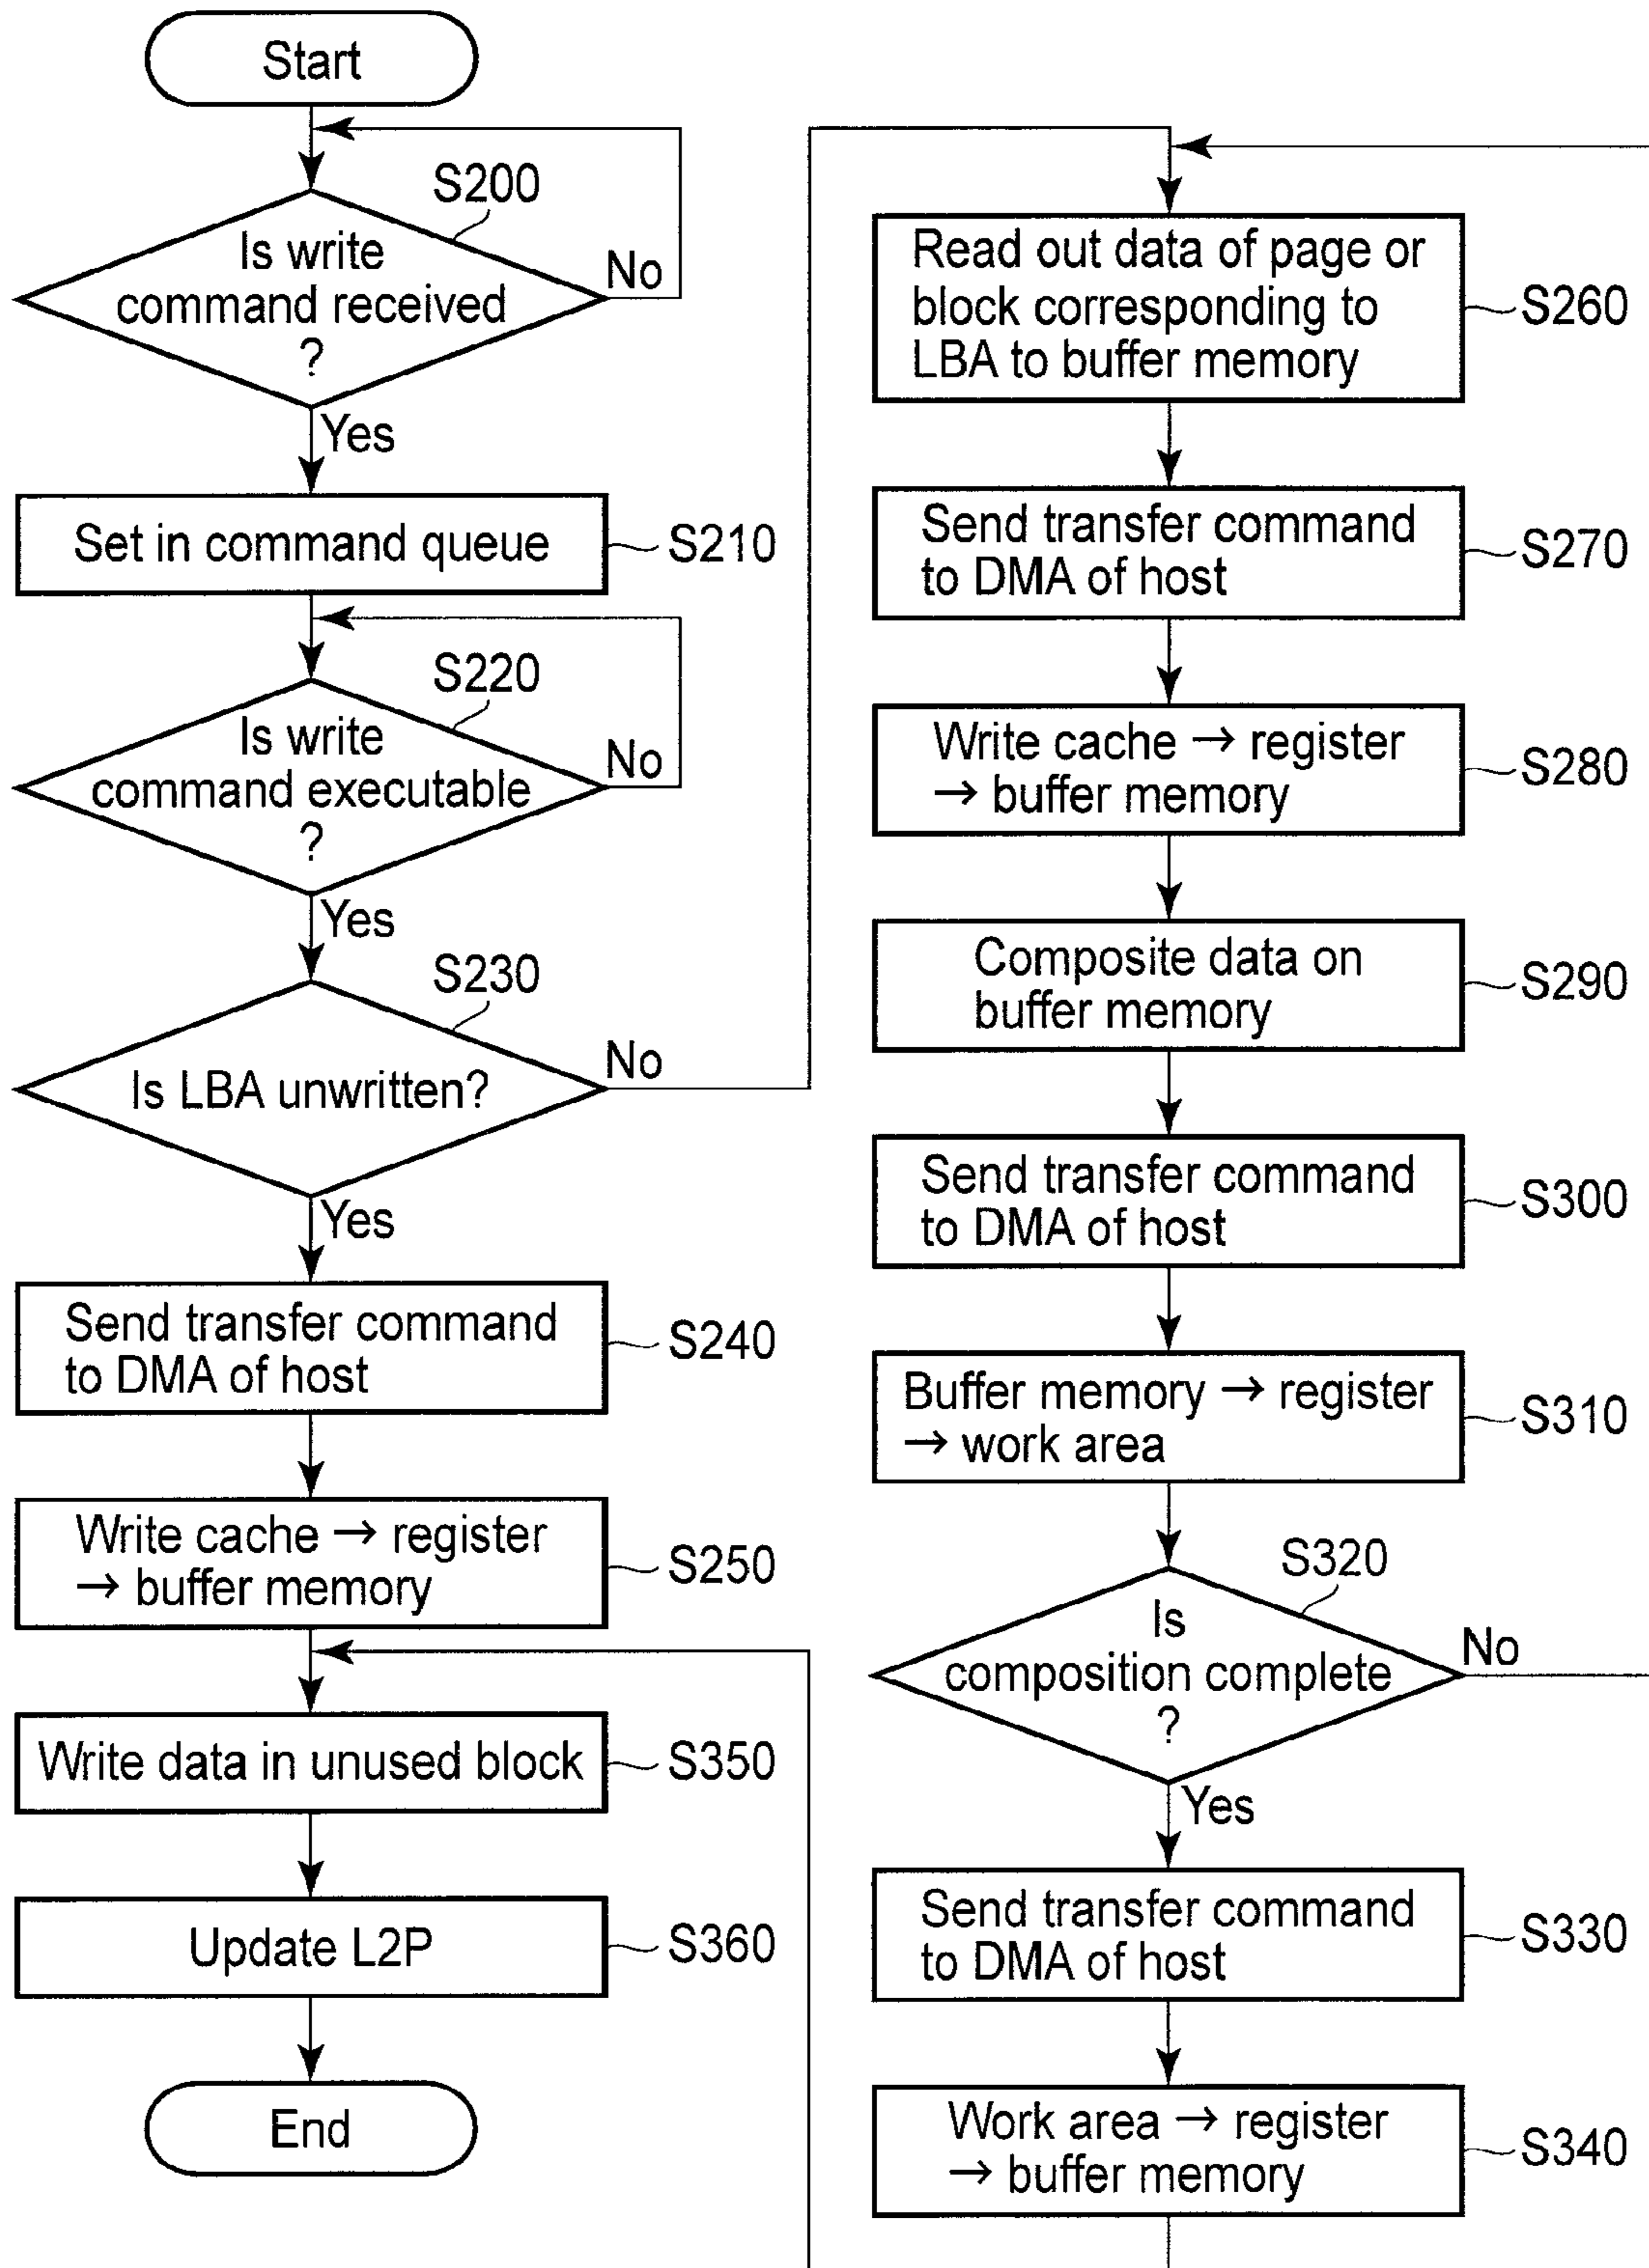 Start
S200
Is write
command received
?
No
Yes
Set in command queue
S210
S220
Is write
command executable
?
No
Yes
S230
Is LBA unwritten?
No
Yes
Send transfer command
to DMA of host
S240
Write cache → register
→ buffer memory
S250
Write data in unused block
S350
Update L2P
S360
End
Read out data of page or
block corresponding to
LBA to buffer memory
S260
Send transfer command
to DMA of host
S270
Write cache → register
→ buffer memory
S280
Composite data on
buffer memory
S290
Send transfer command
to DMA of host
S300
Buffer memory → register
→ work area
S310
S320
Is
composition complete
?
No
Yes
Send transfer command
to DMA of host
S330
Work area → register
→ buffer memory
S340